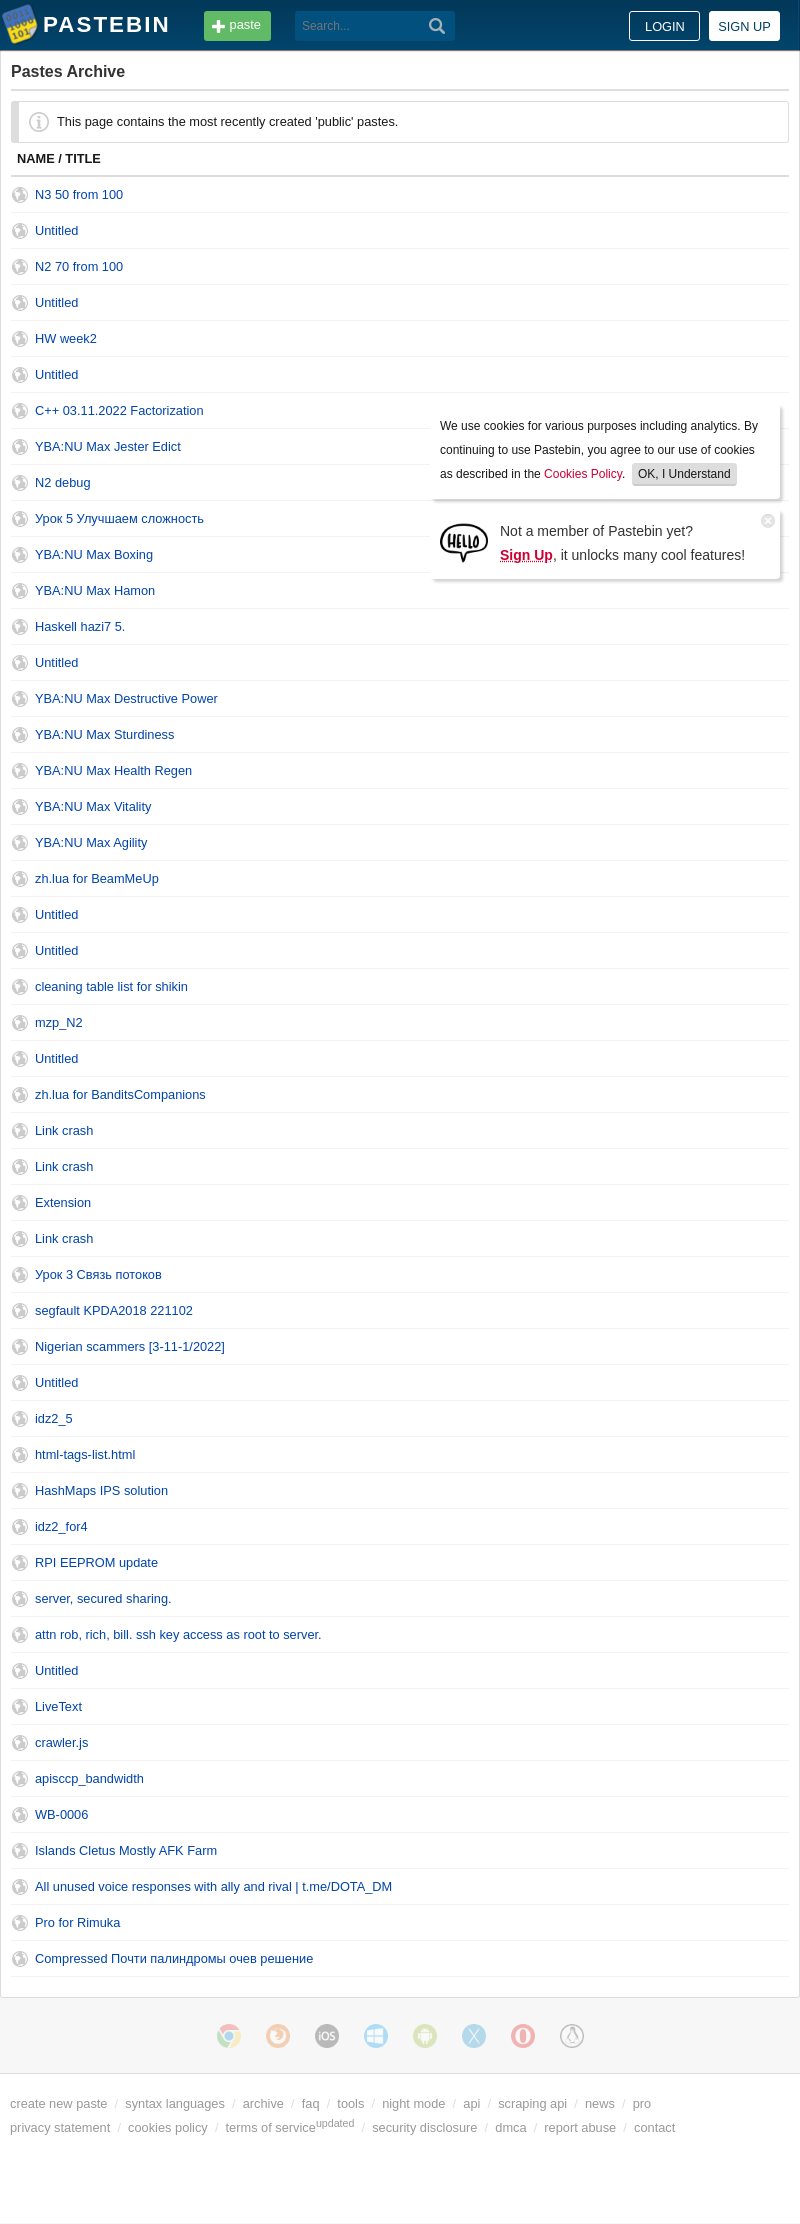 PASTEBIN
paste
Search...
LOGIN
SIGN UP
Pastes Archive
This page contains the most recently created 'public' pastes.
NAME / TITLE
N3 50 from 100
Untitled
N2 70 from 100
Untitled
HW week2
Untitled
C++ 03.11.2022 Factorization
YBA:NU Max Jester Edict
N2 debug
Урок 5 Улучшаем сложность
YBA:NU Max Boxing
YBA:NU Max Hamon
We use cookies for various purposes including analytics. By
continuing to use Pastebin, you agree to our use of cookies
as described in the Cookies Policy. OK, I Understand
HELLO
Not a member of Pastebin yet?
Sign Up, it unlocks many cool features!
Haskell hazi7 5.
Untitled
YBA:NU Max Destructive Power
YBA:NU Max Sturdiness
YBA:NU Max Health Regen
YBA:NU Max Vitality
YBA:NU Max Agility
zh.lua for BeamMeUp
Untitled
Untitled
cleaning table list for shikin
mzp_N2
Untitled
zh.lua for BanditsCompanions
Link crash
Link crash
Extension
Link crash
Урок 3 Связь потоков
segfault KPDA2018 221102
Nigerian scammers [3-11-1/2022]
Untitled
idz2_5
html-tags-list.html
HashMaps IPS solution
idz2_for4
RPI EEPROM update
server, secured sharing.
attn rob, rich, bill. ssh key access as root to server.
Untitled
LiveText
crawler.js
apisccp_bandwidth
WB-0006
Islands Cletus Mostly AFK Farm
All unused voice responses with ally and rival | t.me/DOTA_DM
Pro for Rimuka
Compressed Почти палиндромы очев решение
iOS
create new paste / syntax languages / archive / faq / tools / night mode / api / scraping api / news / pro
privacy statement / cookies policy / terms of service updated / security disclosure / dmca / report abuse / contact